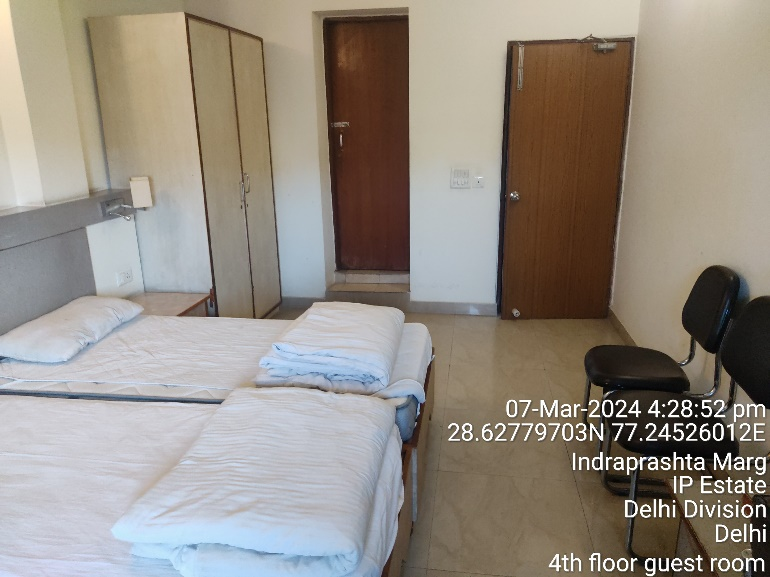 07-Mar-2024 4:28:52 pm
28.62779703N 77.24526012E
Indraprashta Marg
IP Estate
Delhi Division
Delhi
4th floor guest room